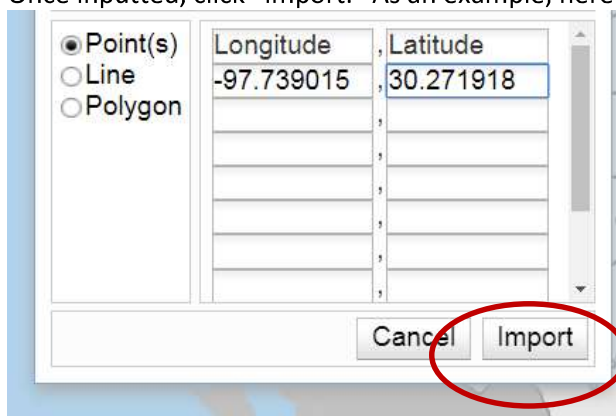 Once inputted, click "Import." As an example, here
Point(s) Longitude , Latitude
Line -97.739015 , 30.271918
Polygon ,
,
,
,
,
,
Cancel Import